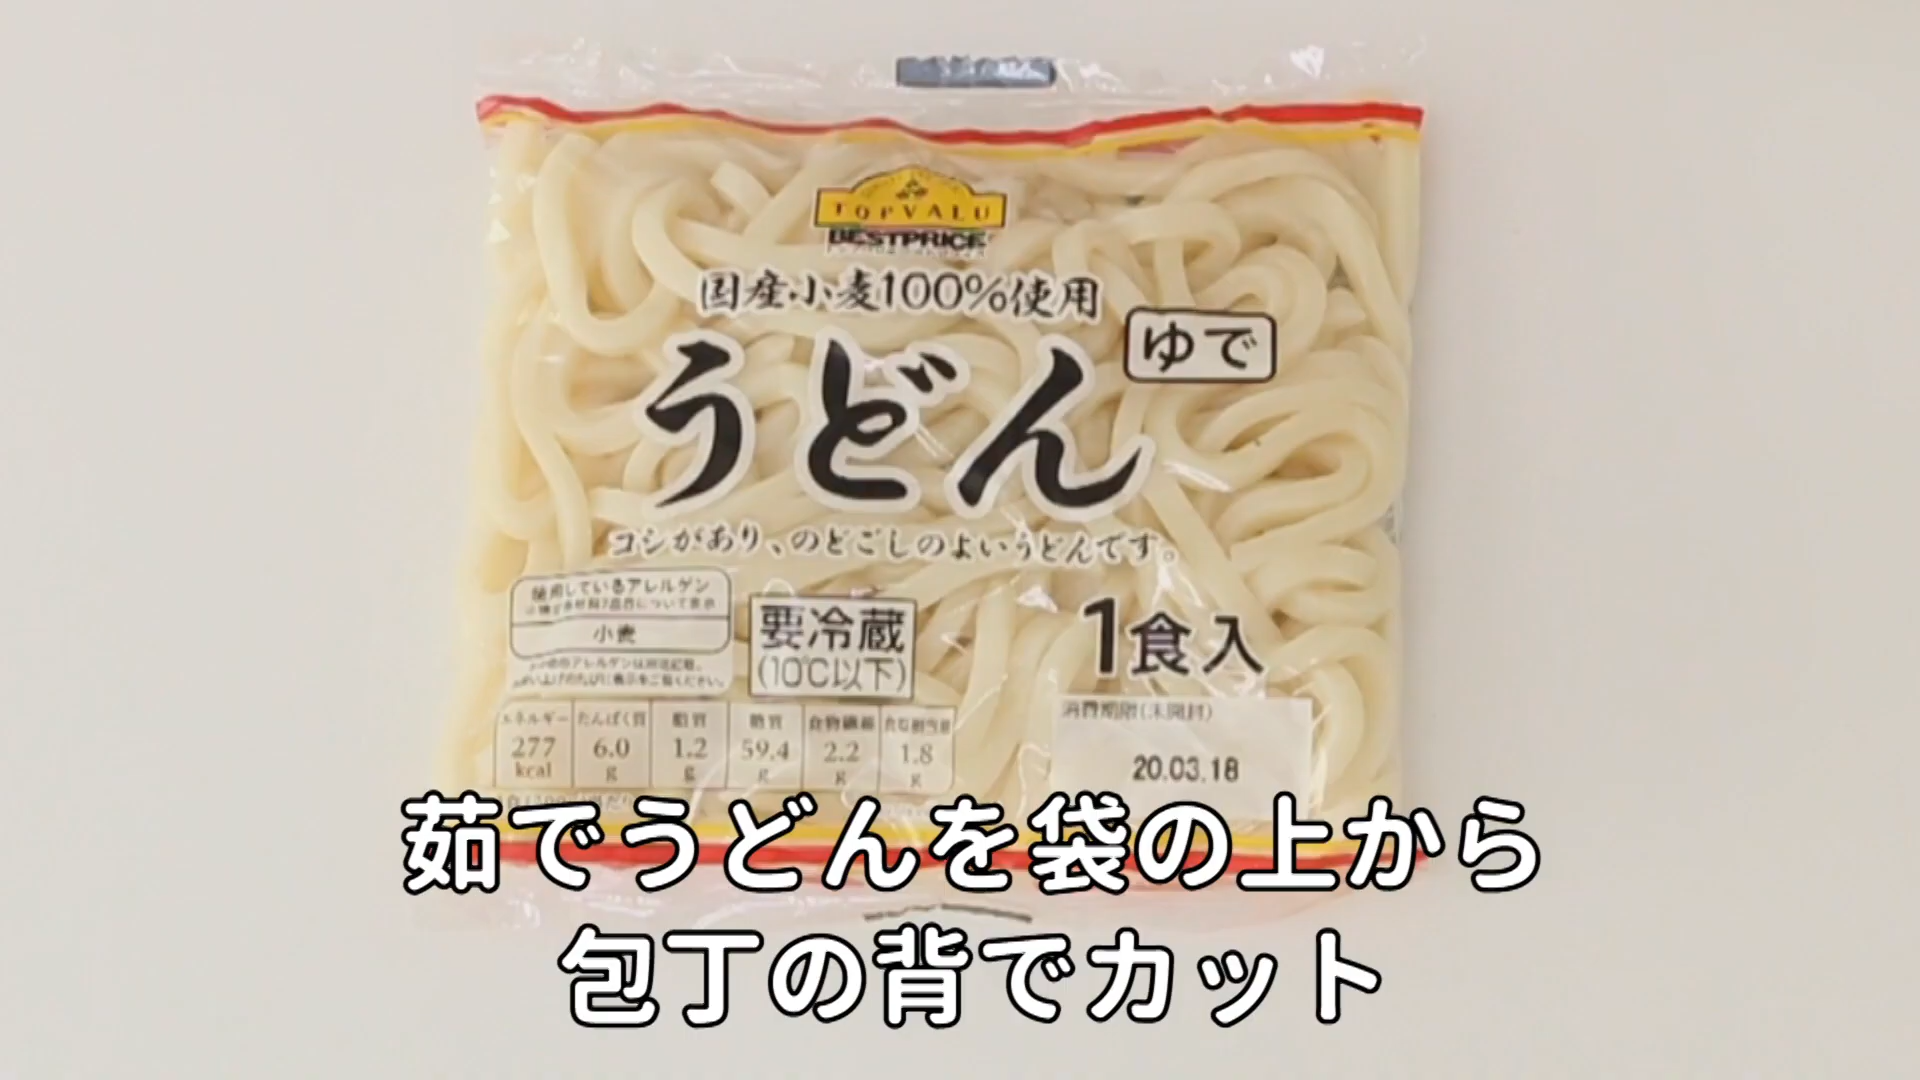 TOPVALU
BESTPRICE
国産小麦100%使用
うどん
ゆで
コシがあり、のどごしのよいうどんです。
使用しているアレルゲン
小麦
要冷蔵
(10℃以下)
1食入
エネルギー たんぱく質 脂質 糖質 食物繊維 食塩相当量
277 kcal 6.0 g 1.2 g 59.4 g 2.2 g 1.8 g
消費期限(未開封)
20.03.18
茹でうどんを袋の上から
包丁の背でカット